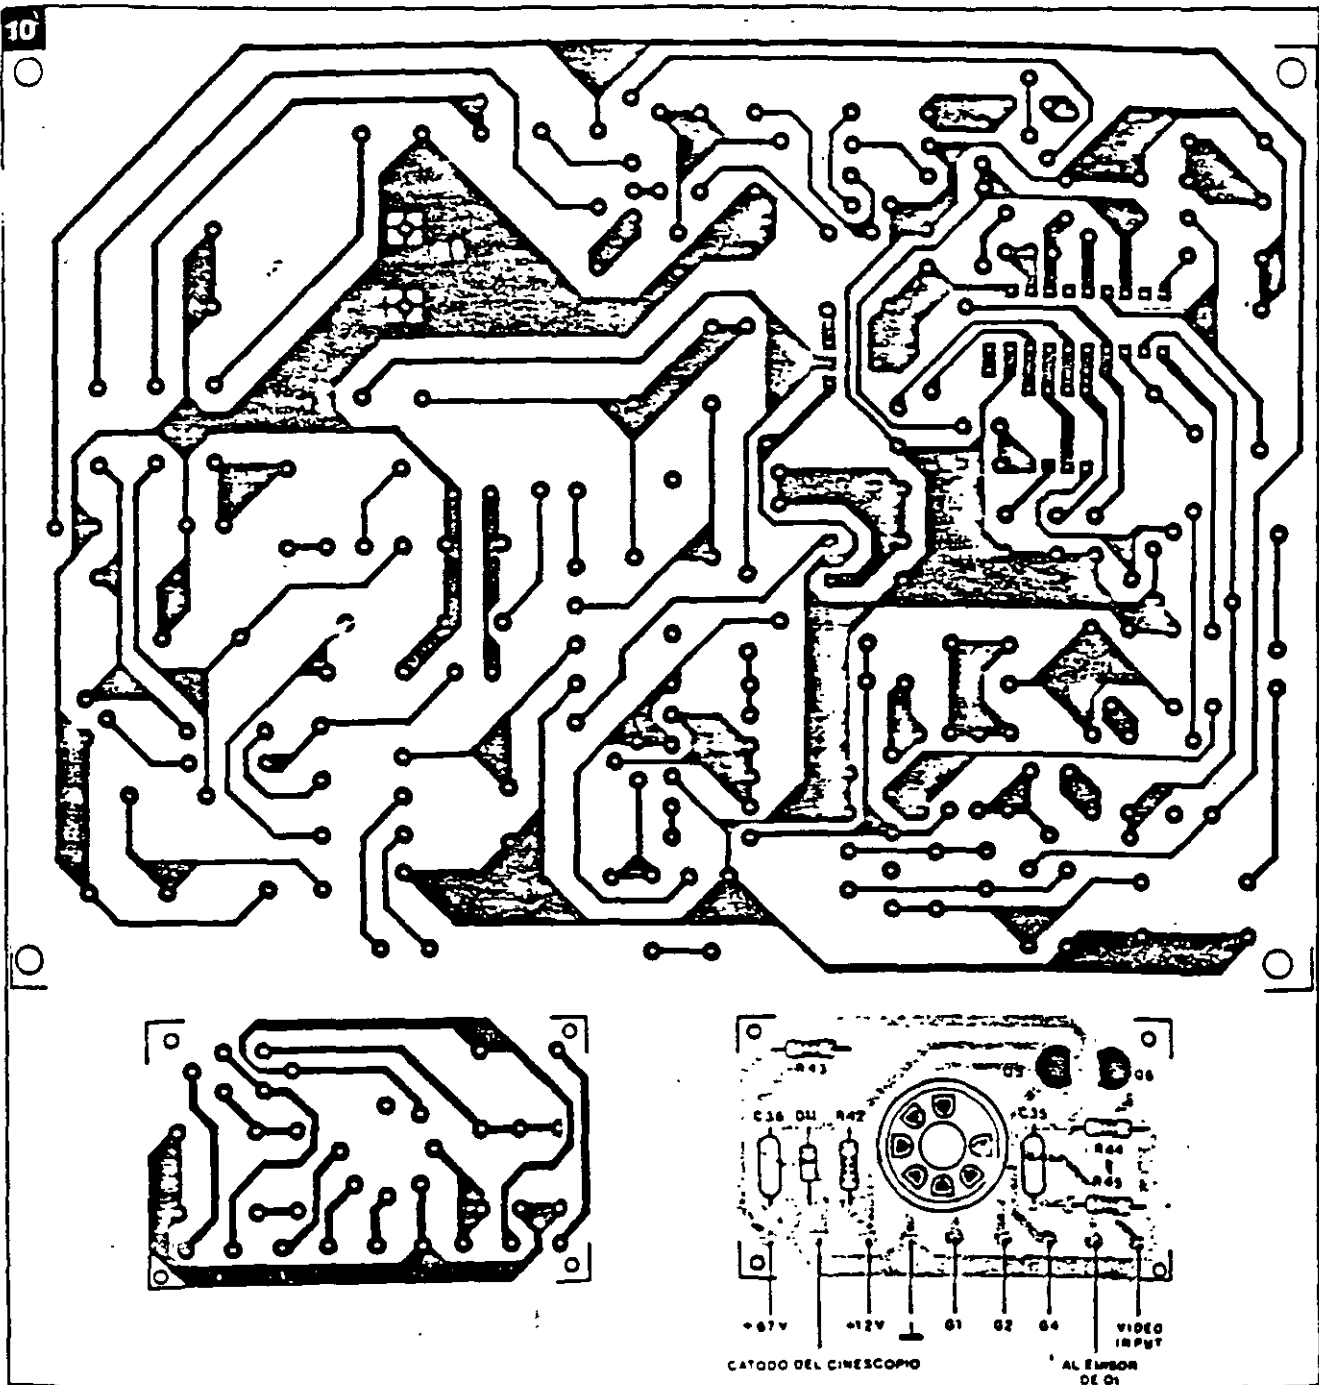 10
R43
Q5
Q6
C36 D11 R42
C35
R44
R45
+67V
+12V
G1
G2
G4
VIDEO
INPUT
CATODO DEL CINESCOPIO
AL EMISOR
DE Q1